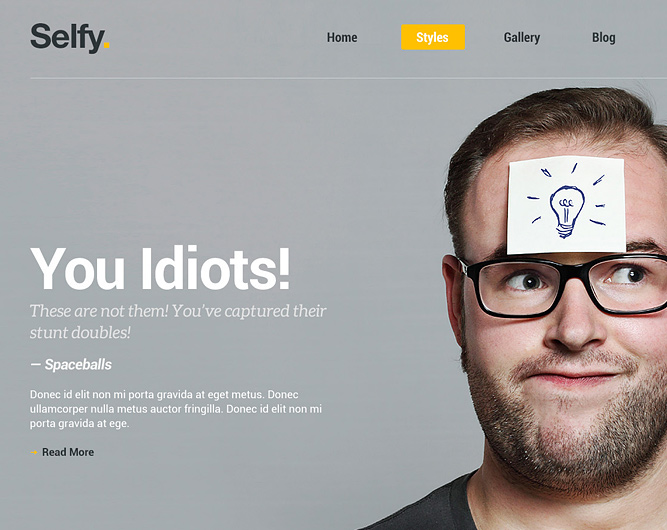 Selfy.
Home Styles Gallery Blog
You Idiots!
These are not them! You've captured their
stunt doubles!
— Spaceballs
Donec id elit non mi porta gravida at eget metus. Donec
ullamcorper nulla metus auctor fringilla. Donec id elit non mi
porta gravida at ege.
Read More